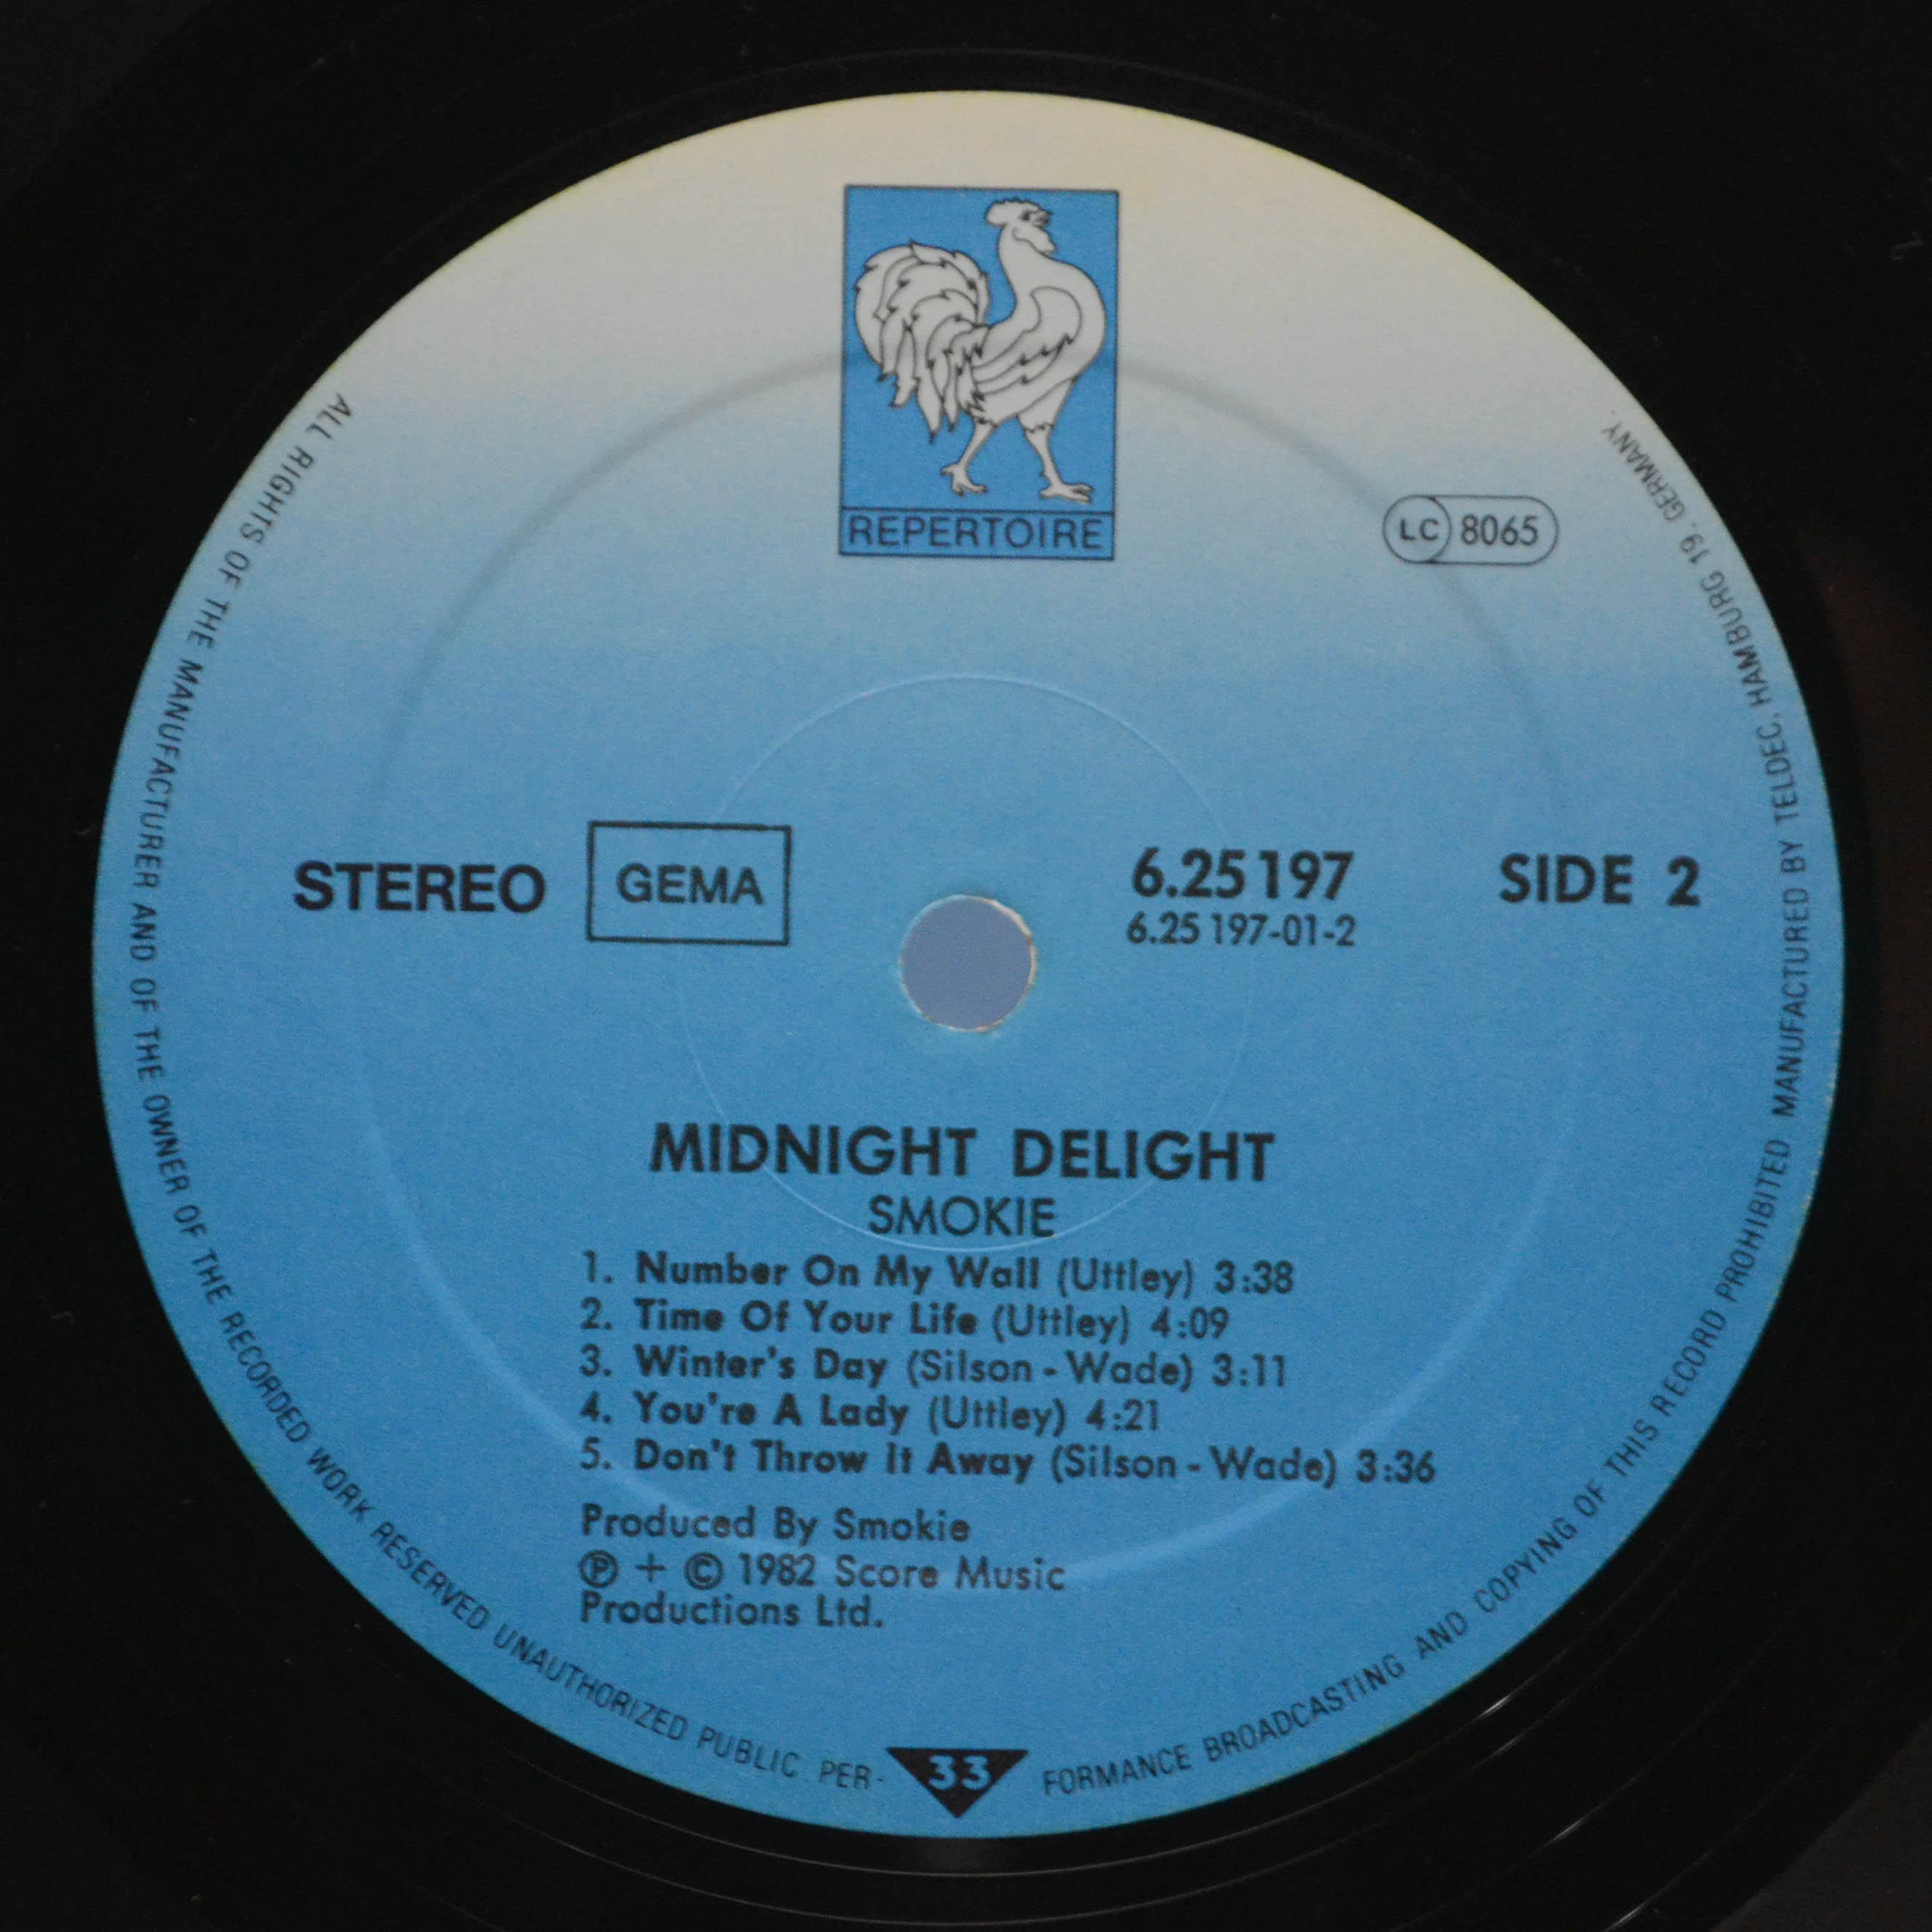 REPERTOIRE
LC 8065
STEREO GEMA 6.25197 SIDE 2
6.25 197-01-2
MIDNIGHT DELIGHT
SMOKIE
1. Number On My Wall (Uttley) 3:38
2. Time Of Your Life (Uttley) 4:09
3. Winter's Day (Silson - Wade) 3:11
4. You're A Lady (Uttley) 4:21
5. Don't Throw It Away (Silson - Wade) 3:36
Produced By Smokie
℗ + © 1982 Score Music
Productions Ltd.
33
ALL RIGHTS OF THE MANUFACTURER AND OF THE OWNER OF THE RECORDED WORK RESERVED UNAUTHORIZED PUBLIC PER- FORMANCE BROADCASTING AND COPYING OF THIS RECORD PROHIBITED MANUFACTURED BY TELDEC, HAMBURG 19, GERMANY